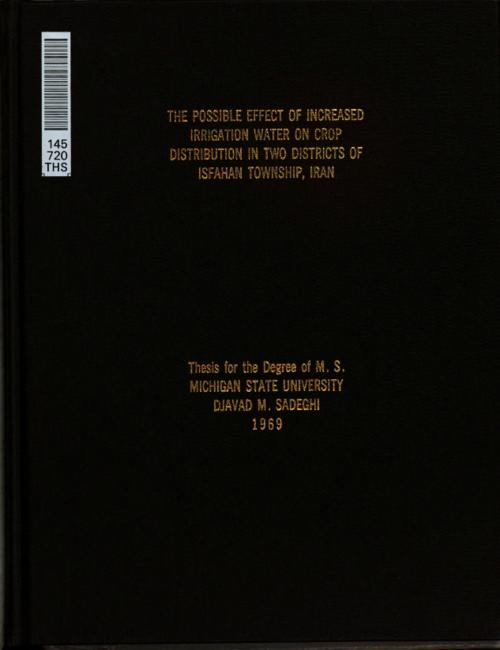 145
720
THS
THE POSSIBLE EFFECT OF INCREASED
IRRIGATION WATER ON CROP
DISTRIBUTION IN TWO DISTRICTS OF
ISFAHAN TOWNSHIP, IRAN
Thesis for the Degree of M. S.
MICHIGAN STATE UNIVERSITY
DJAVAD M. SADEGHI
1969